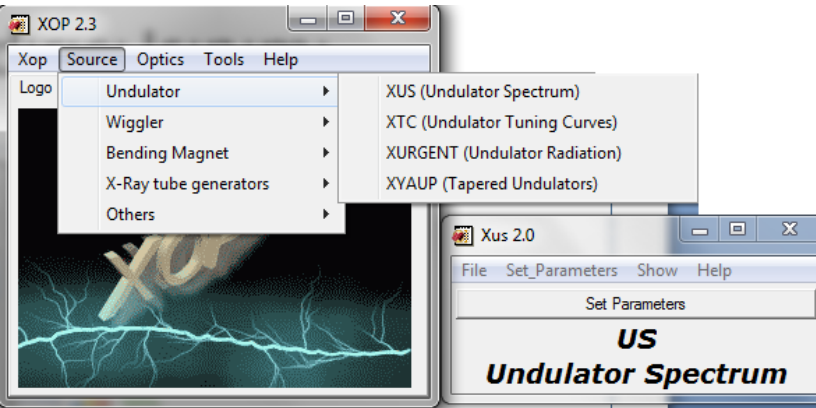 XOP 2.3
Xop Source Optics Tools Help
Logo
Undulator
Wiggler
Bending Magnet
X-Ray tube generators
Others
XUS (Undulator Spectrum)
XTC (Undulator Tuning Curves)
XURGENT (Undulator Radiation)
XYAUP (Tapered Undulators)
XOP
Xus 2.0
File Set_Parameters Show Help
Set Parameters
US
Undulator Spectrum